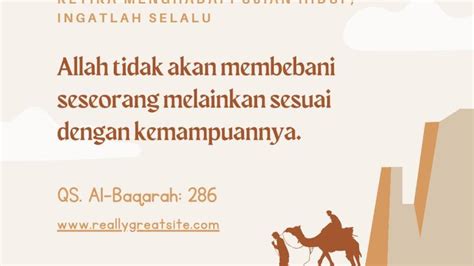 KETIKA MENGHADAPI UJIAN HIDUP,
INGATLAH SELALU
Allah tidak akan membebani
seseorang melainkan sesuai
dengan kemampuannya.
QS. Al-Baqarah: 286
www.reallygreatsite.com